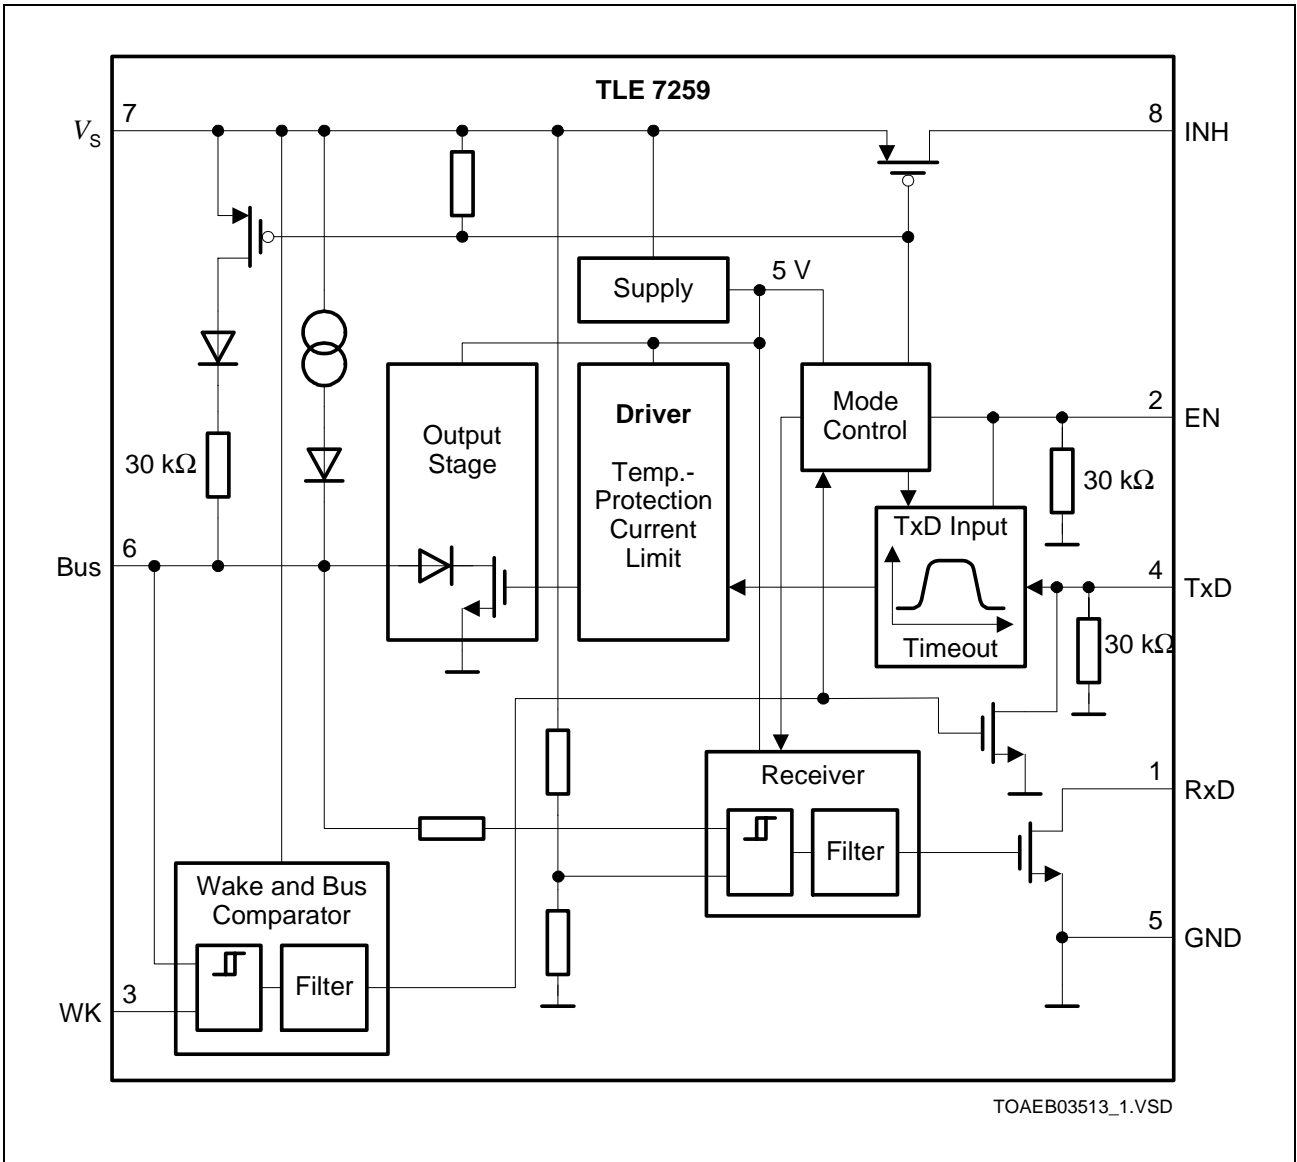 TLE 7259
7
V_S
8
INH
5 V
Supply
Mode
Control
2
EN
Driver
Temp.-
Protection
Current
Limit
Output
Stage
30 kΩ
30 kΩ
TxD Input
Timeout
6
Bus
4
TxD
30 kΩ
Receiver
Filter
1
RxD
Wake and Bus
Comparator
Filter
5
GND
3
WK
TOAEB03513_1.VSD